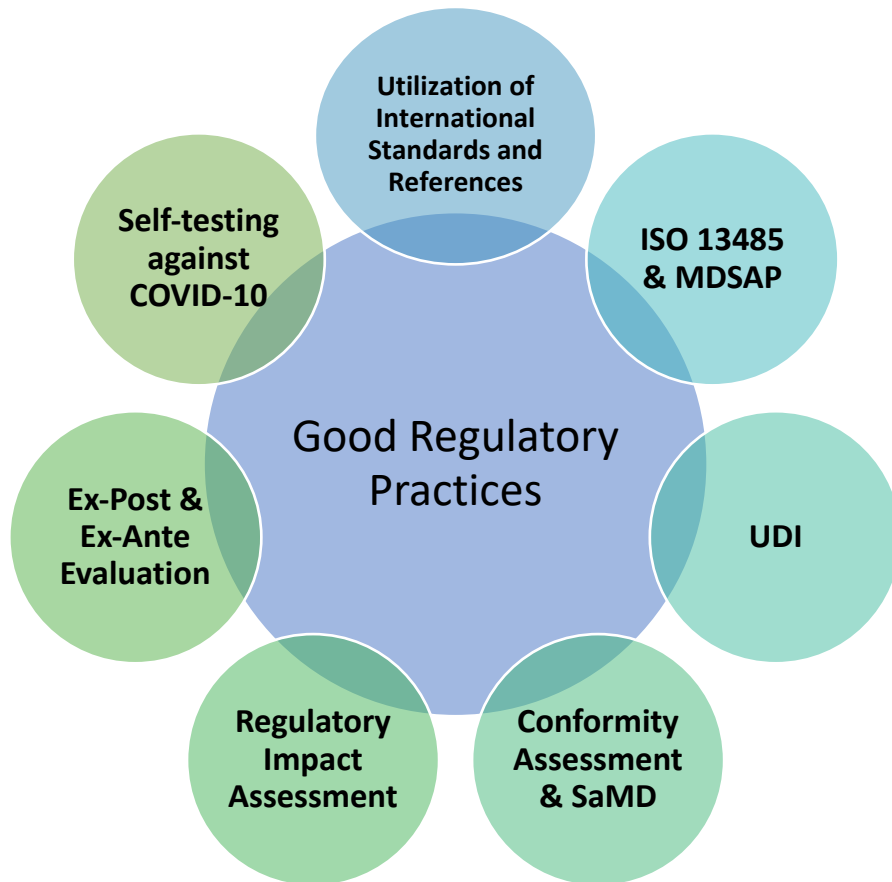 Utilization of
International
Standards and
References
ISO 13485
& MDSAP
UDI
Conformity
Assessment
& SaMD
Regulatory
Impact
Assessment
Ex-Post &
Ex-Ante
Evaluation
Self-testing
against
COVID-10
Good Regulatory
Practices